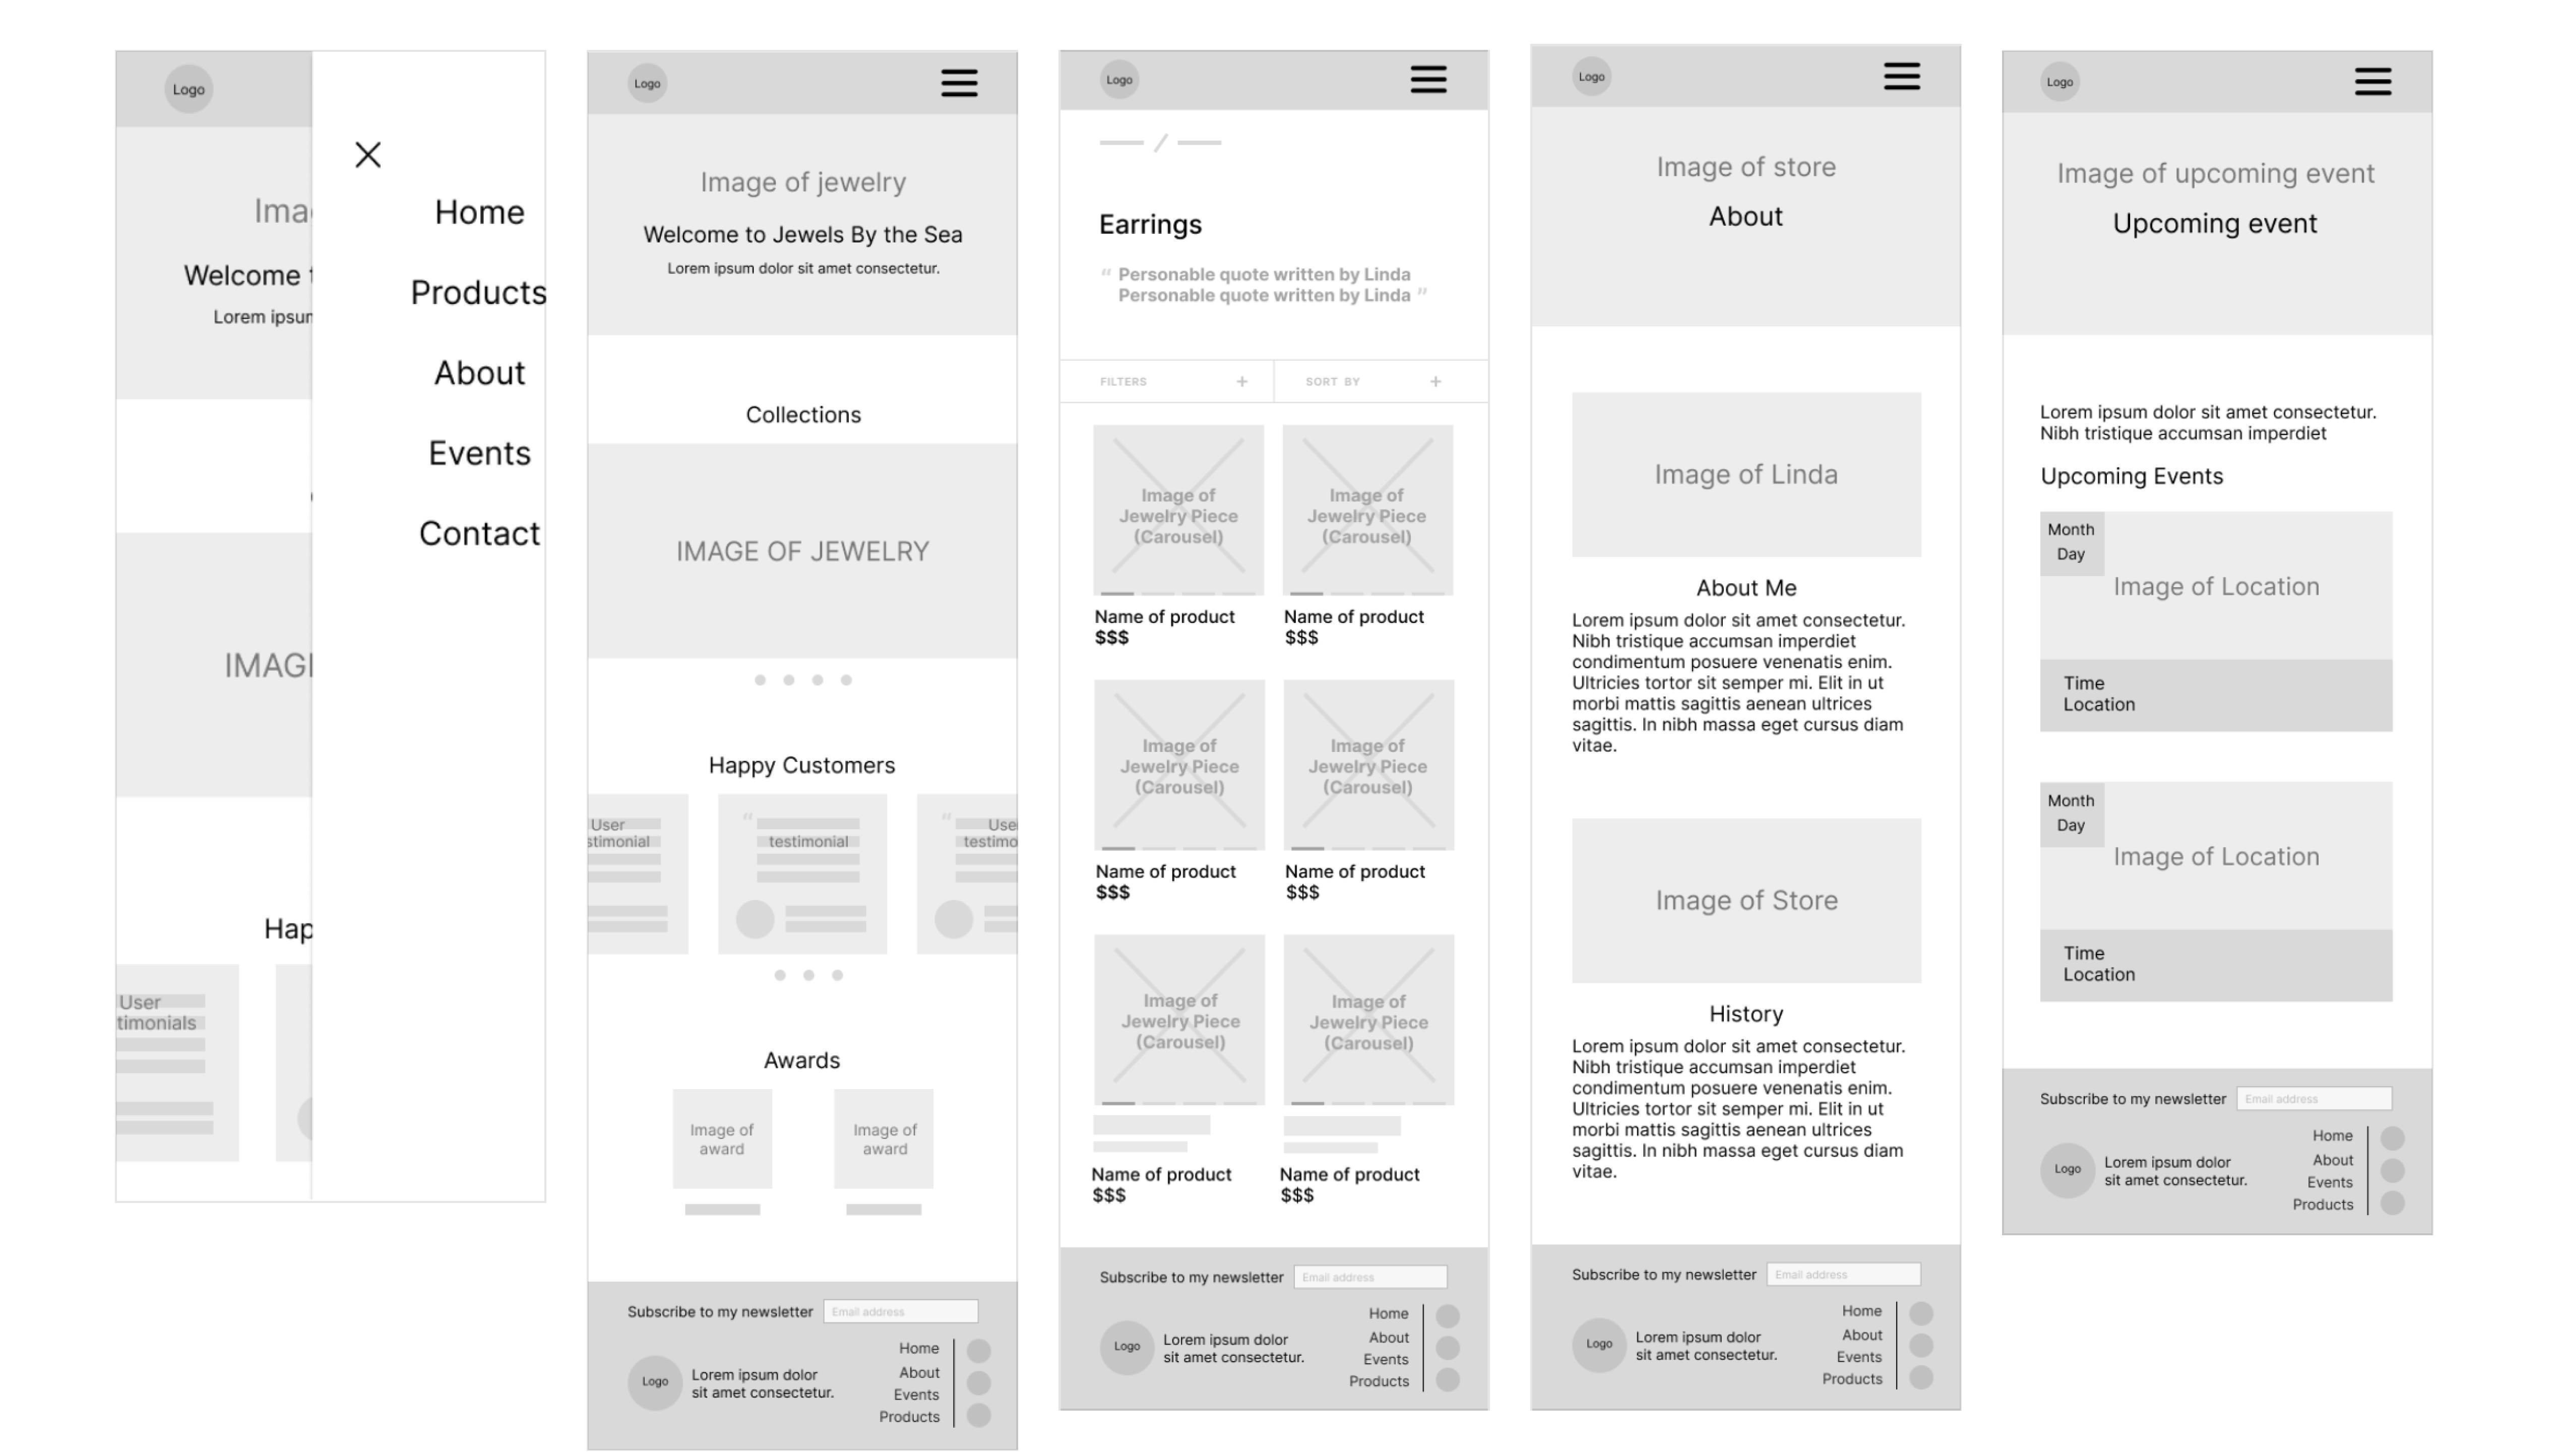 Logo
Ima
Welcome
Lorem ipsum
IMAG
Hap
User
timonials
Home
Products
About
Events
Contact
Logo
Image of jewelry
Welcome to Jewels By the Sea
Lorem ipsum dolor sit amet consectetur.
Collections
IMAGE OF JEWELRY
Happy Customers
User
stimonial
“
testimonial
“
Use
testimo
Awards
Image of
award
Image of
award
Subscribe to my newsletter
Email address
Logo
Lorem ipsum dolor
sit amet consectetur.
Home
About
Events
Products
Logo
/
Earrings
“ Personable quote written by Linda
Personable quote written by Linda ”
FILTERS +
SORT BY +
Image of
Jewelry Piece
(Carousel)
Name of product
$$$
Image of
Jewelry Piece
(Carousel)
Name of product
$$$
Image of
Jewelry Piece
(Carousel)
Name of product
$$$
Image of
Jewelry Piece
(Carousel)
Name of product
$$$
Image of
Jewelry Piece
(Carousel)
Name of product
$$$
Image of
Jewelry Piece
(Carousel)
Name of product
$$$
Subscribe to my newsletter
Email address
Logo
Lorem ipsum dolor
sit amet consectetur.
Home
About
Events
Products
Logo
Image of store
About
Image of Linda
About Me
Lorem ipsum dolor sit amet consectetur.
Nibh tristique accumsan imperdiet
condimentum posuere venenatis enim.
Ultricies tortor sit semper mi. Elit in ut
morbi mattis sagittis aenean ultrices
sagittis. In nibh massa eget cursus diam
vitae.
Image of Store
History
Lorem ipsum dolor sit amet consectetur.
Nibh tristique accumsan imperdiet
condimentum posuere venenatis enim.
Ultricies tortor sit semper mi. Elit in ut
morbi mattis sagittis aenean ultrices
sagittis. In nibh massa eget cursus diam
vitae.
Subscribe to my newsletter
Email address
Logo
Lorem ipsum dolor
sit amet consectetur.
Home
About
Events
Products
Logo
Image of upcoming event
Upcoming event
Lorem ipsum dolor sit amet consectetur.
Nibh tristique accumsan imperdiet
Upcoming Events
Month
Day
Image of Location
Time
Location
Month
Day
Image of Location
Time
Location
Subscribe to my newsletter
Email address
Logo
Lorem ipsum dolor
sit amet consectetur.
Home
About
Events
Products